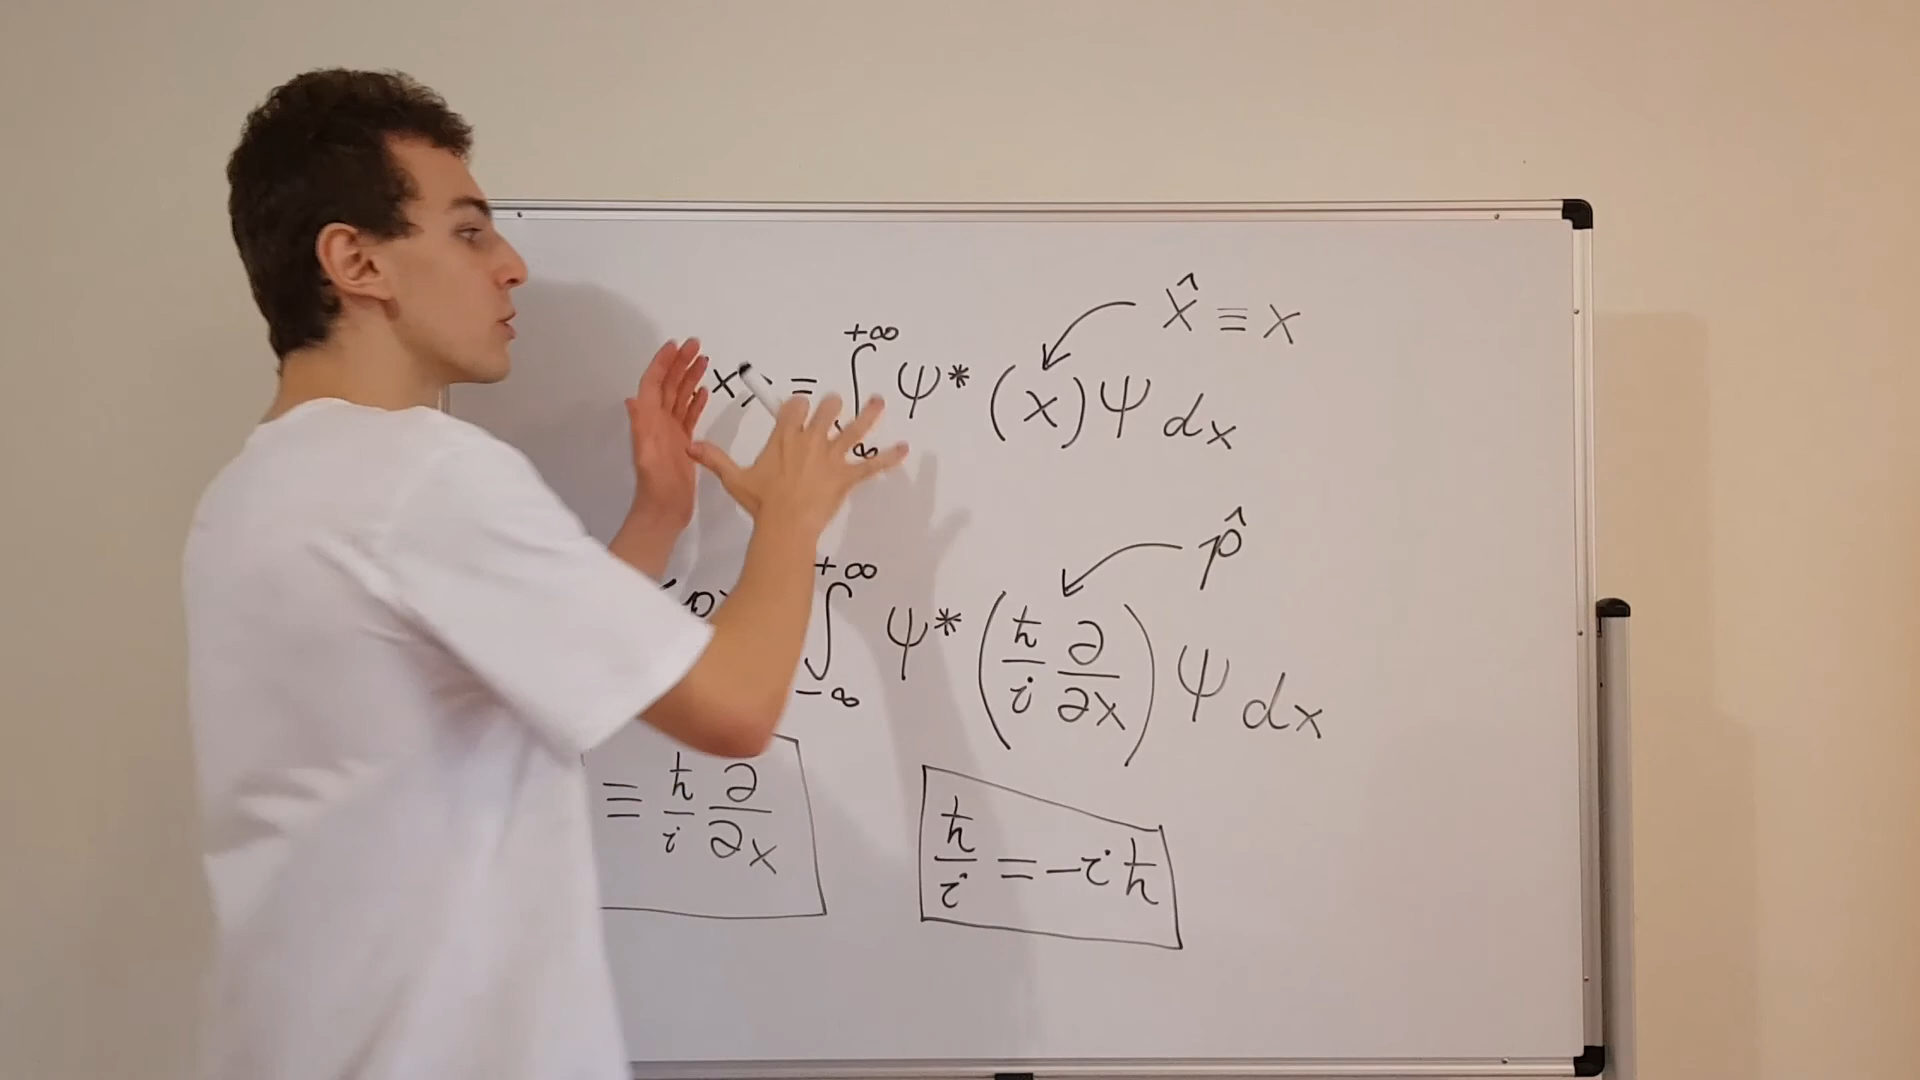 x̂ ≡ x
x⟩ = ∫_{-∞}^{+∞} ψ* (x) ψ dx
p̂
⟨p⟩ ∫_{-∞}^{+∞} ψ* (ħ/i ∂/∂x) ψ dx
≡ ħ/i ∂/∂x
ħ/i = -iħ